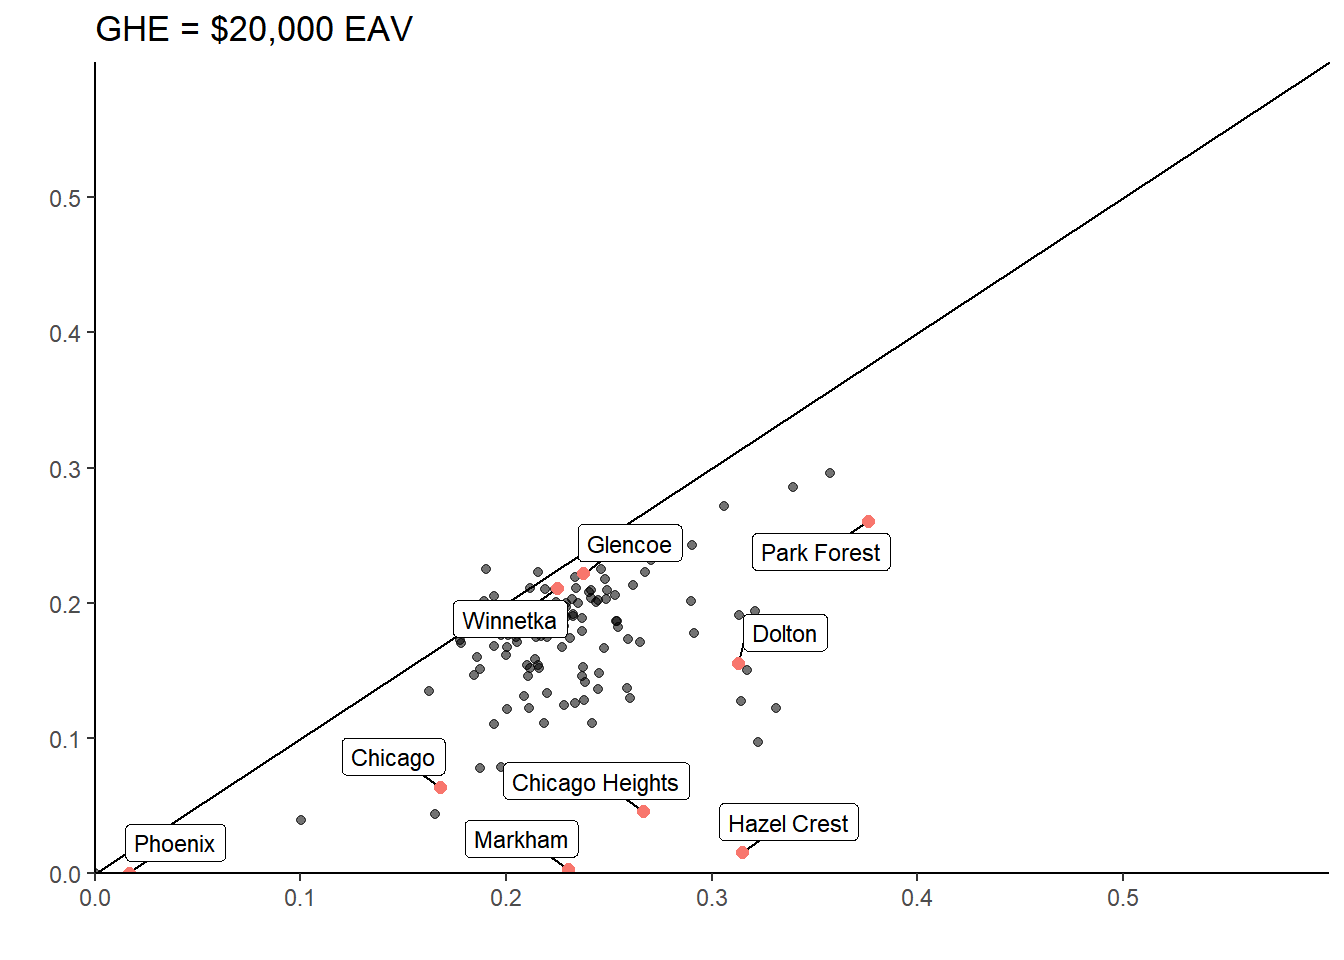 GHE = $20,000 EAV
0.5
0.4
0.3
Glencoe
Park Forest
0.2
Winnetka
Dolton
0.1
Chicago
Chicago Heights
Hazel Crest
Markham
Phoenix
0.0
0.0 0.1 0.2 0.3 0.4 0.5